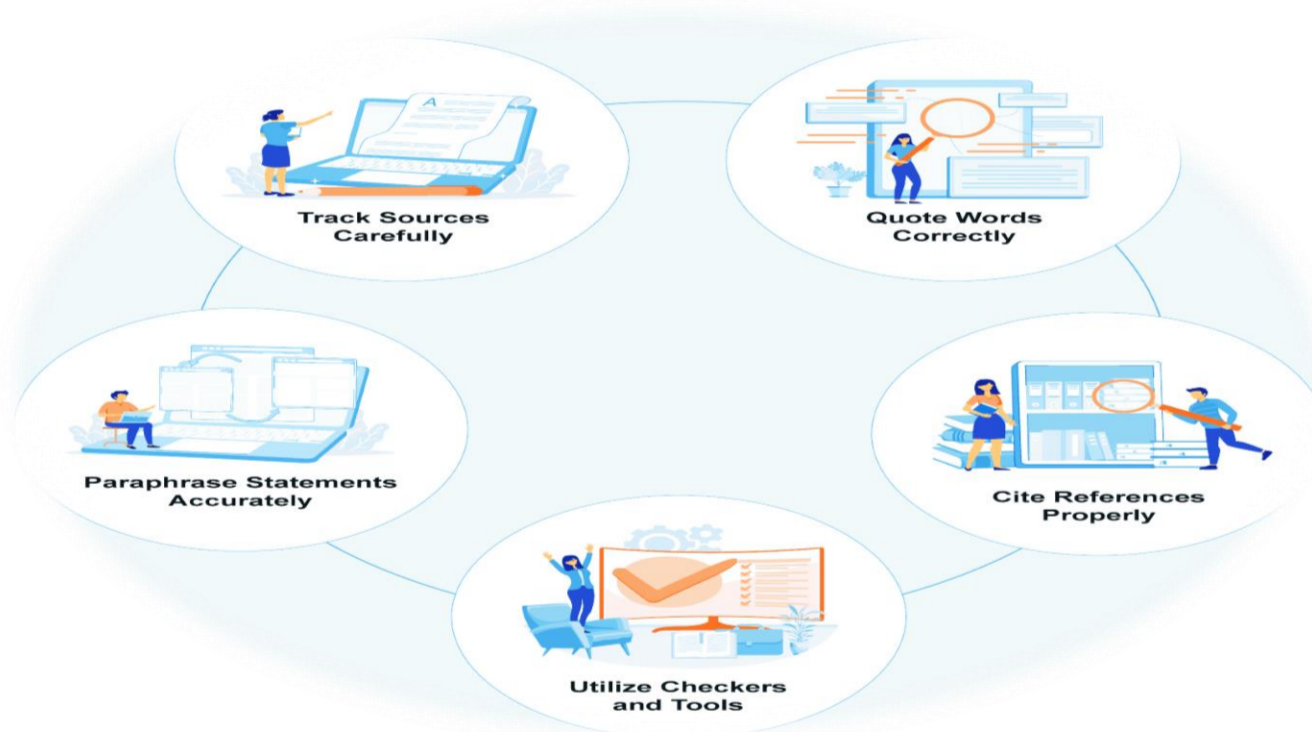 Track Sources
Carefully
Quote Words
Correctly
Paraphrase Statements
Accurately
Cite References
Properly
Utilize Checkers
and Tools
A